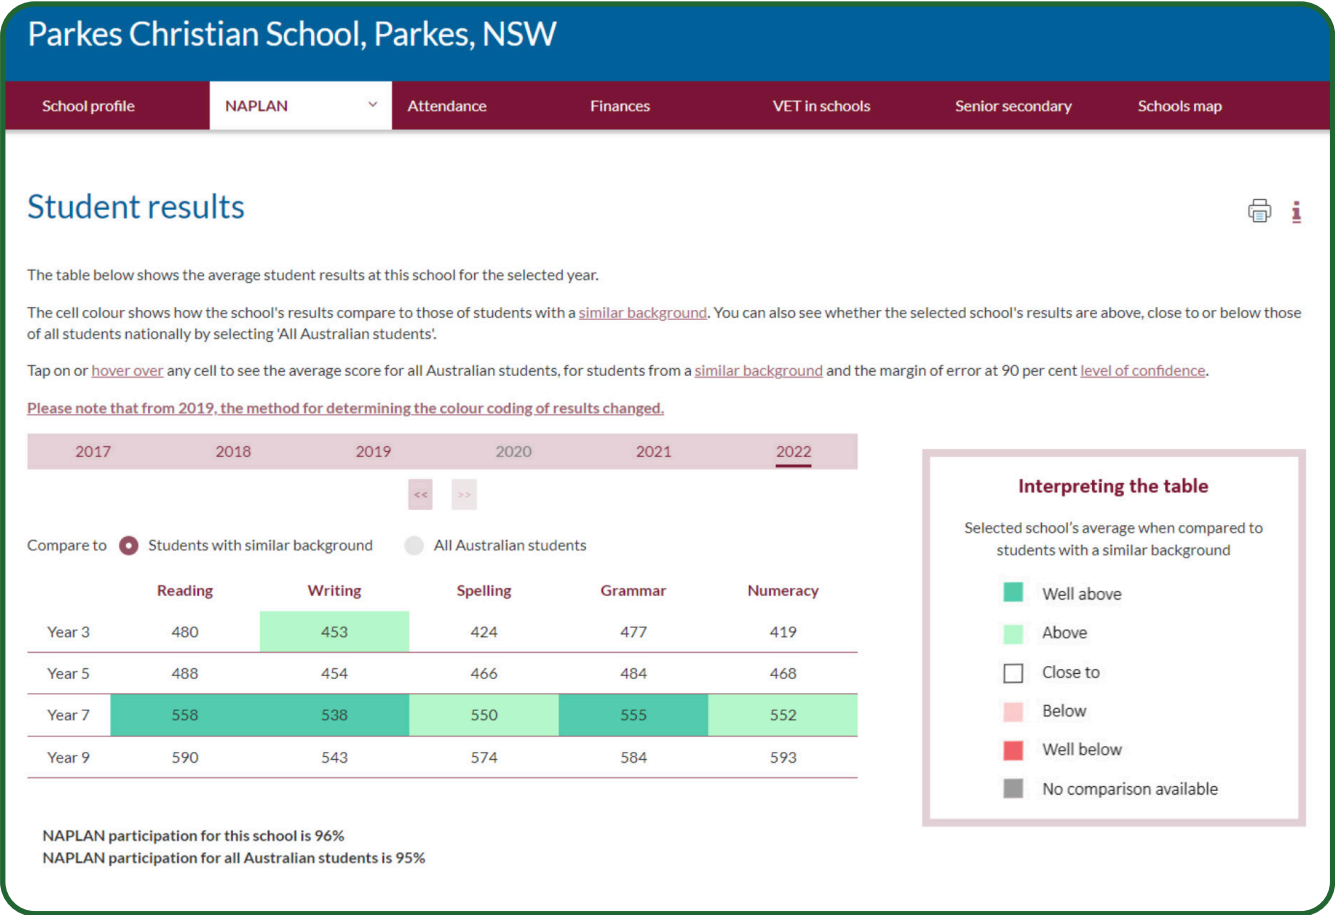 Parkes Christian School, Parkes, NSW
School profile NAPLAN Attendance Finances VET in schools Senior secondary Schools map
Student results
The table below shows the average student results at this school for the selected year.
The cell colour shows how the school's results compare to those of students with a similar background. You can also see whether the selected school's results are above, close to or below those
of all students nationally by selecting 'All Australian students'.
Tap on or hover over any cell to see the average score for all Australian students, for students from a similar background and the margin of error at 90 per cent level of confidence.
Please note that from 2019, the method for determining the colour coding of results changed.
2017 2018 2019 2020 2021 2022
<< >>
Compare to Students with similar background All Australian students
Reading Writing Spelling Grammar Numeracy
Year 3 480 453 424 477 419
Year 5 488 454 466 484 468
Year 7 558 538 550 555 552
Year 9 590 543 574 584 593
NAPLAN participation for this school is 96%
NAPLAN participation for all Australian students is 95%
Interpreting the table
Selected school's average when compared to
students with a similar background
Well above
Above
Close to
Below
Well below
No comparison available